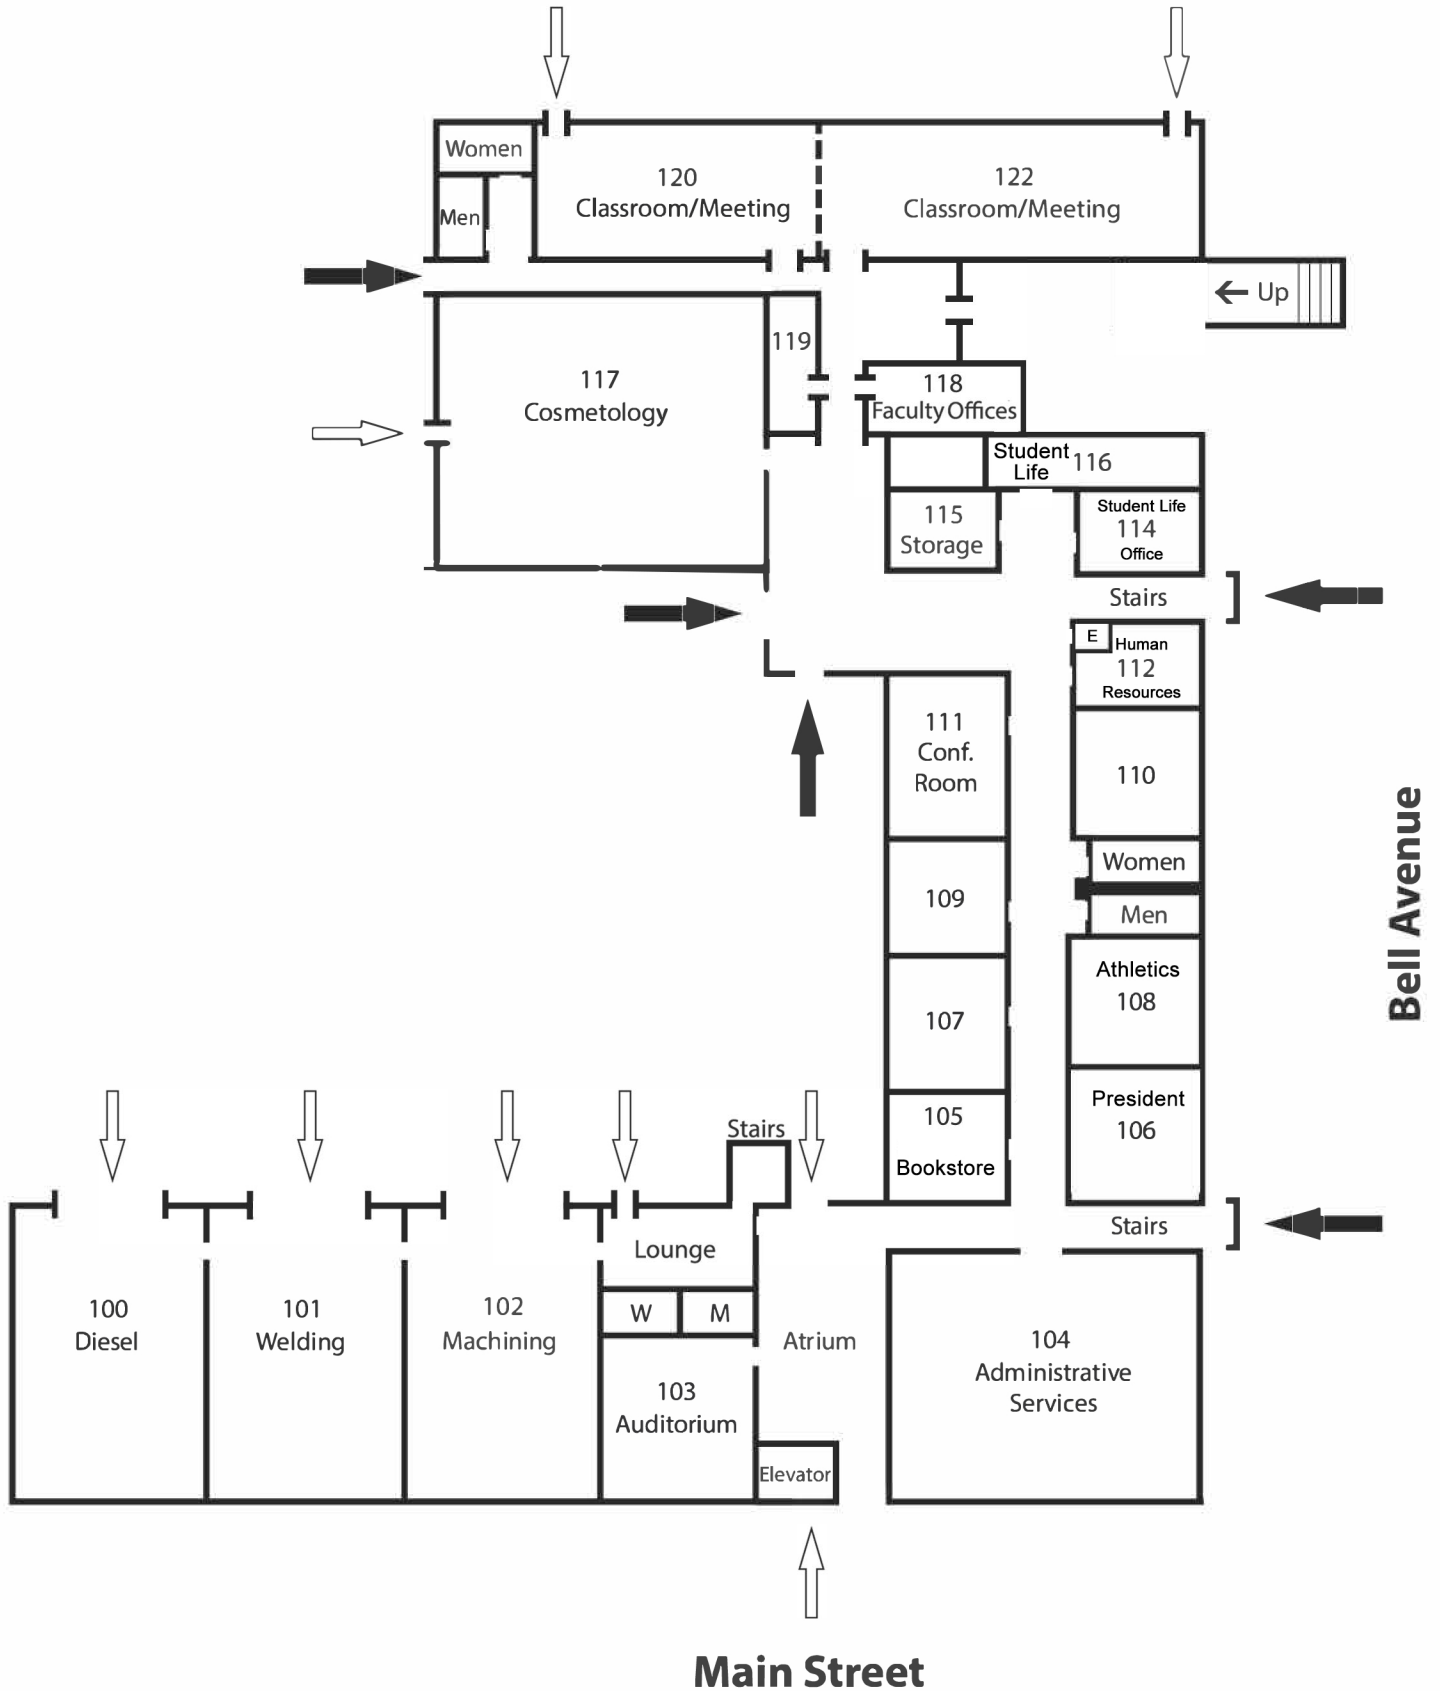 Women
120
Classroom/Meeting
122
Classroom/Meeting
Men
Up
119
117
Cosmetology
118
Faculty Offices
Student
Life
116
115
Storage
Student Life
114
Office
Stairs
E
Human
112
Resources
111
Conf.
Room
110
Women
109
Men
Athletics
108
107
Bell Avenue
President
106
105
Bookstore
Stairs
Stairs
Lounge
100
Diesel
101
Welding
102
Machining
W
M
Atrium
104
Administrative
Services
103
Auditorium
Elevator
Main Street